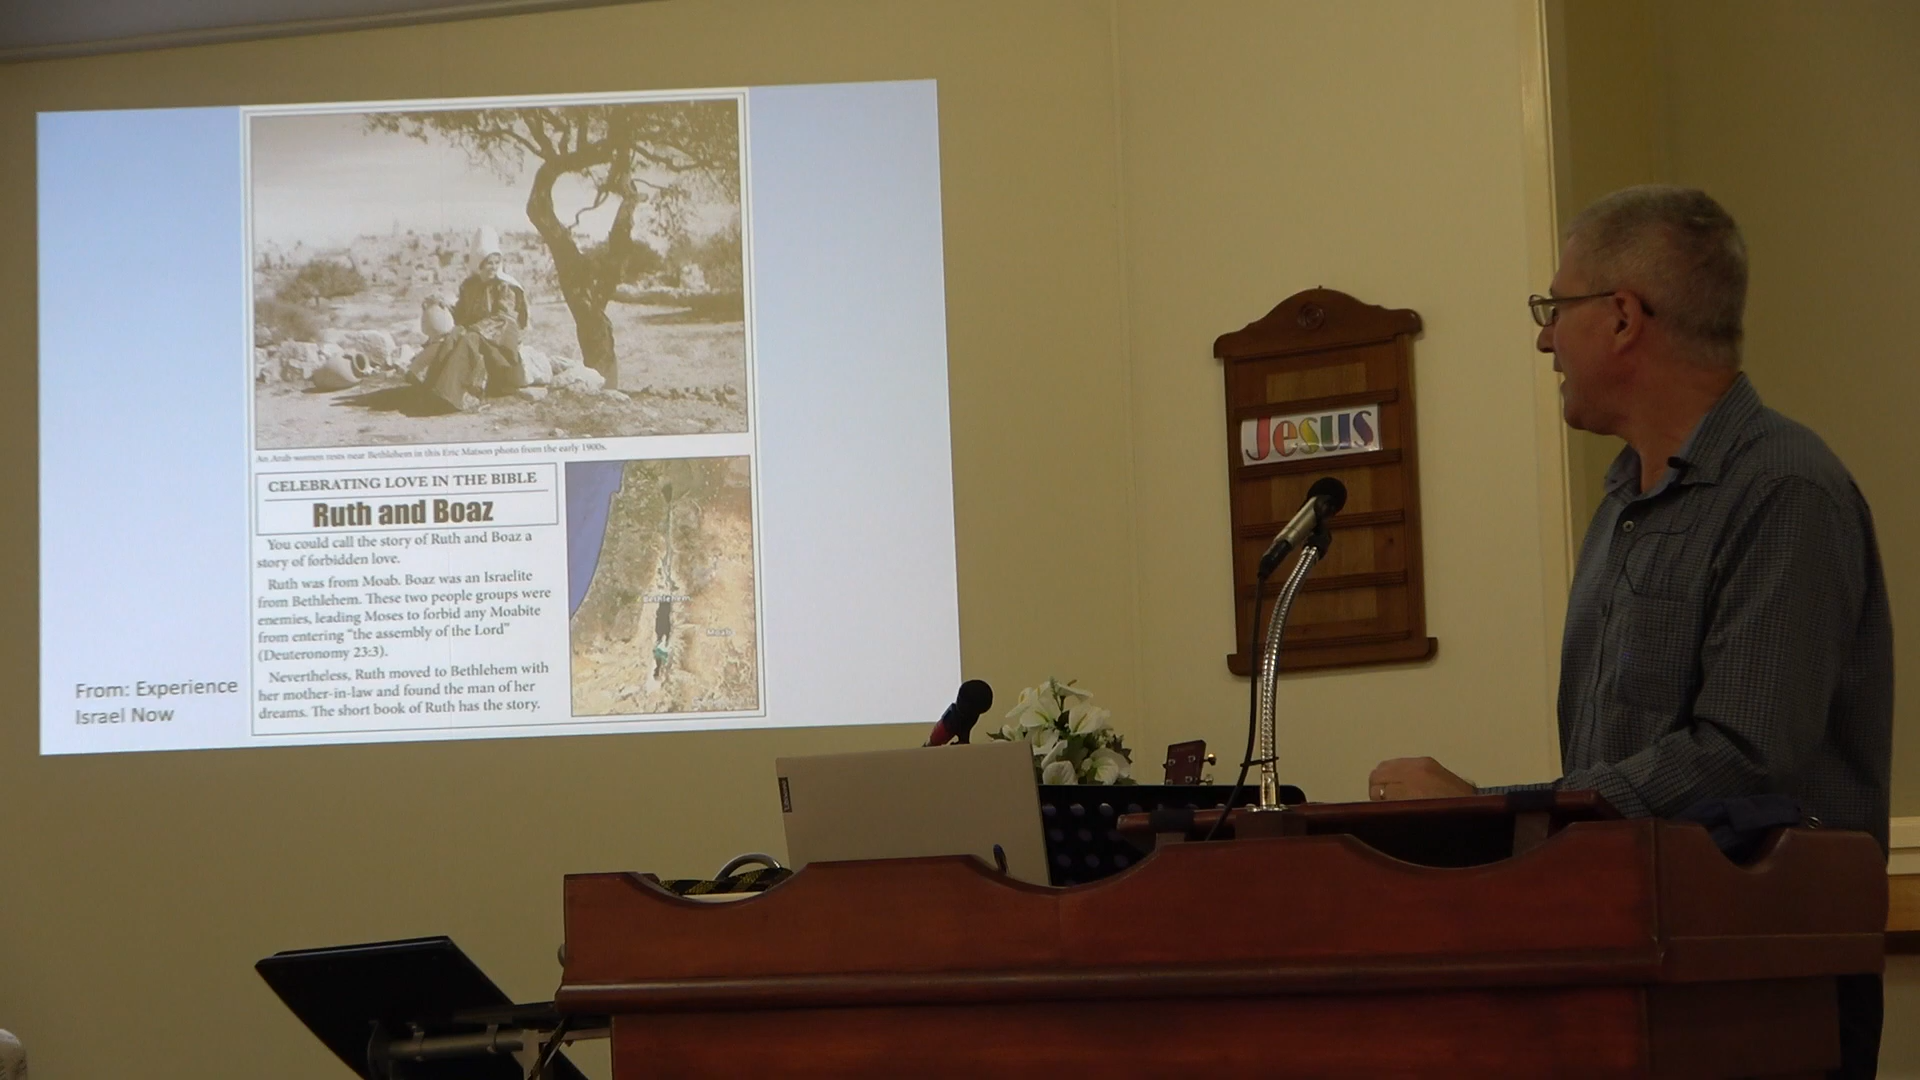 An Arab women rests near Bethlehem in this Eric Matson photo from the early 1900s.
CELEBRATING LOVE IN THE BIBLE
Ruth and Boaz
You could call the story of Ruth and Boaz a
story of forbidden love.
Ruth was from Moab. Boaz was an Israelite
from Bethlehem. These two people groups were
enemies, leading Moses to forbid any Moabite
from entering "the assembly of the Lord"
(Deuteronomy 23:3).
Nevertheless, Ruth moved to Bethlehem with
her mother-in-law and found the man of her
dreams. The short book of Ruth has the story.
Bethlehem
Moab
From: Experience
Israel Now
Jesus